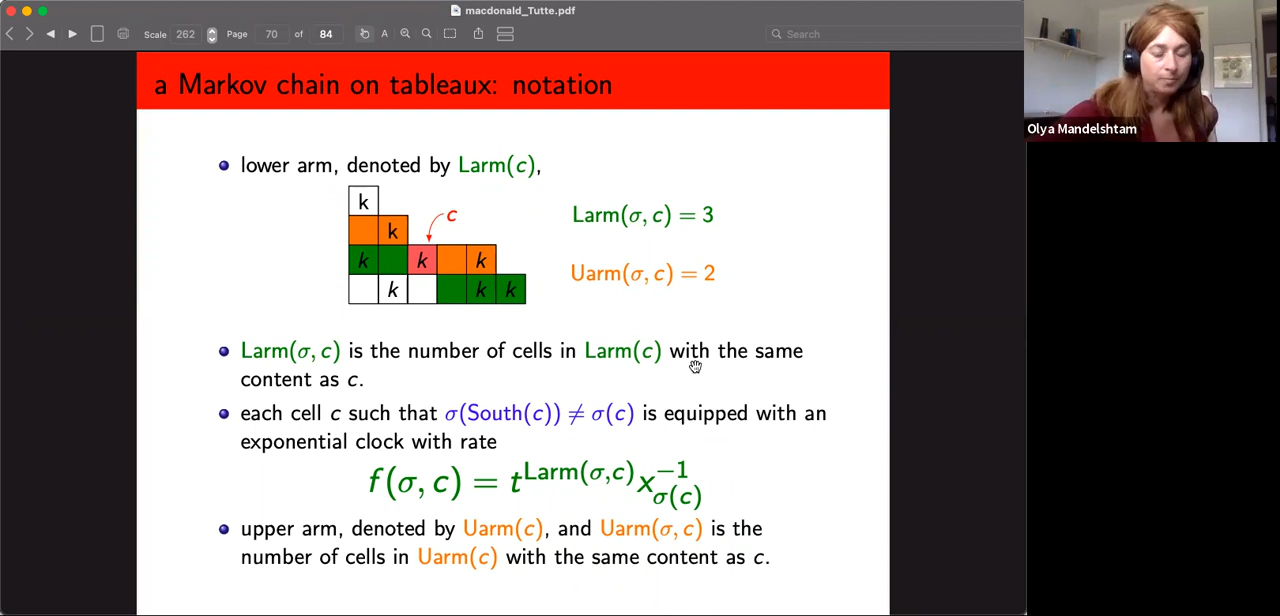 macdonald_Tutte.pdf
Scale 262 Page 70 of 84 A Search
a Markov chain on tableaux: notation
lower arm, denoted by Larm(c),
k
k
c
k k k
k k k
Larm(σ, c) = 3
Uarm(σ, c) = 2
Larm(σ, c) is the number of cells in Larm(c) with the same
content as c.
each cell c such that σ(South(c)) ≠ σ(c) is equipped with an
exponential clock with rate
f(σ, c) = t^{Larm(σ,c)} x_{σ(c)}^{-1}
upper arm, denoted by Uarm(c), and Uarm(σ, c) is the
number of cells in Uarm(c) with the same content as c.
Olya Mandelshtam